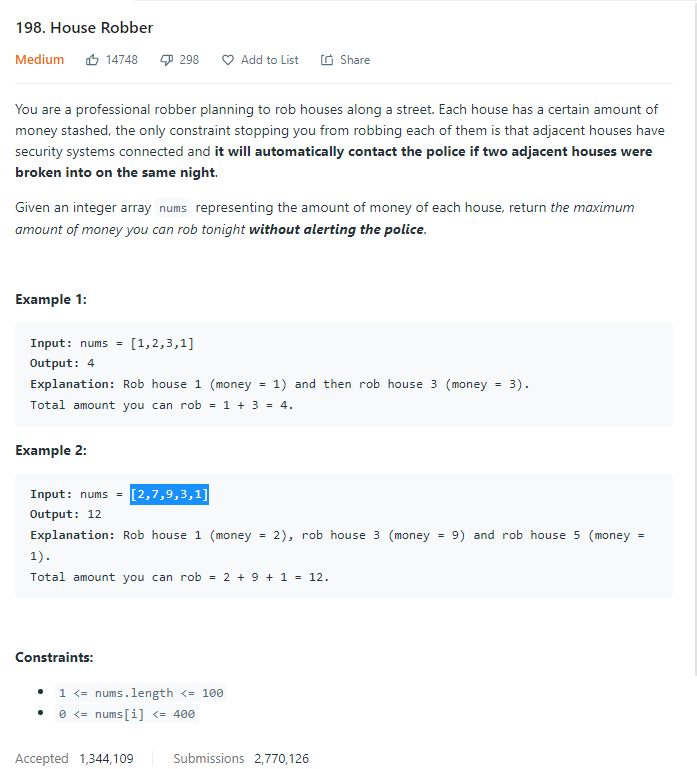 198. House Robber
Medium 14748 298 Add to List Share
You are a professional robber planning to rob houses along a street. Each house has a certain amount of
money stashed, the only constraint stopping you from robbing each of them is that adjacent houses have
security systems connected and it will automatically contact the police if two adjacent houses were
broken into on the same night.
Given an integer array nums representing the amount of money of each house, return the maximum
amount of money you can rob tonight without alerting the police.
Example 1:
Input: nums = [1,2,3,1]
Output: 4
Explanation: Rob house 1 (money = 1) and then rob house 3 (money = 3).
Total amount you can rob = 1 + 3 = 4.
Example 2:
Input: nums = [2,7,9,3,1]
Output: 12
Explanation: Rob house 1 (money = 2), rob house 3 (money = 9) and rob house 5 (money =
1).
Total amount you can rob = 2 + 9 + 1 = 12.
Constraints:
1 <= nums.length <= 100
0 <= nums[i] <= 400
Accepted 1,344,109 Submissions 2,770,126